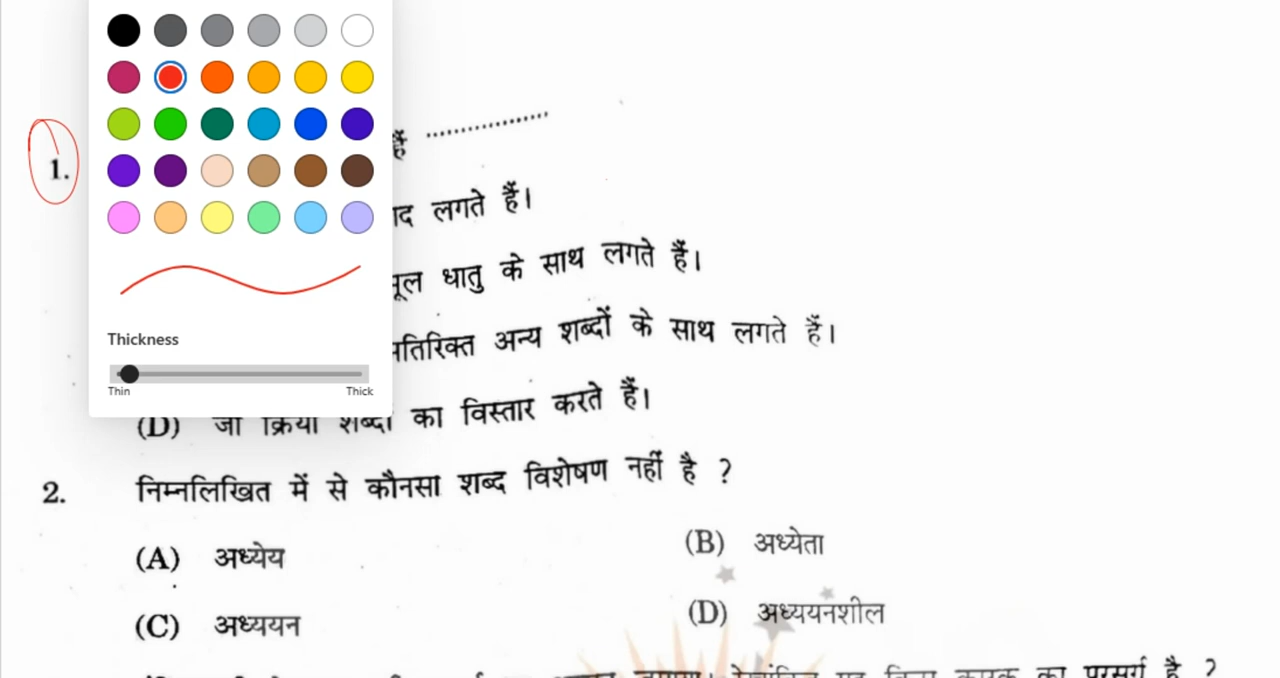 1.
हैं ..................
लगते हैं।
मूल धातु के साथ लगते हैं।
अन्य शब्दों के साथ लगते हैं।
Thickness
Thin Thick
(D) जो क्रिया शब्दों का विस्तार करते हैं।
2. निम्नलिखित में से कौनसा शब्द विशेषण नहीं है ?
(A) अध्येय (B) अध्येता
(C) अध्ययन (D) अध्ययनशील
का परसर्ग है ?